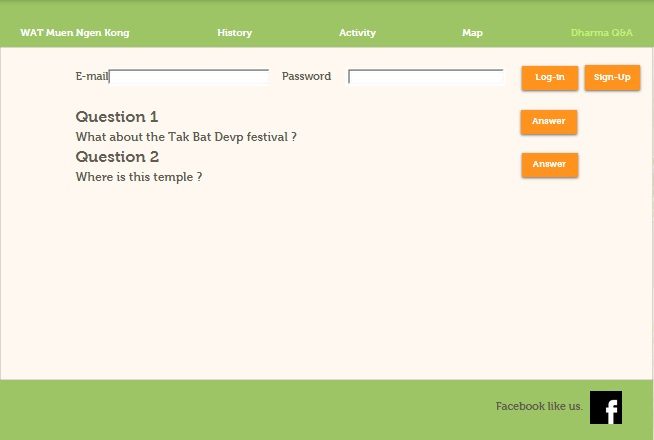 WAT Muen Ngen Kong History Activity Map Dharma Q&A
E-mail Password Log-in Sign-Up
Question 1
What about the Tak Bat Devp festival ?
Answer
Question 2
Where is this temple ?
Answer
Facebook like us. f